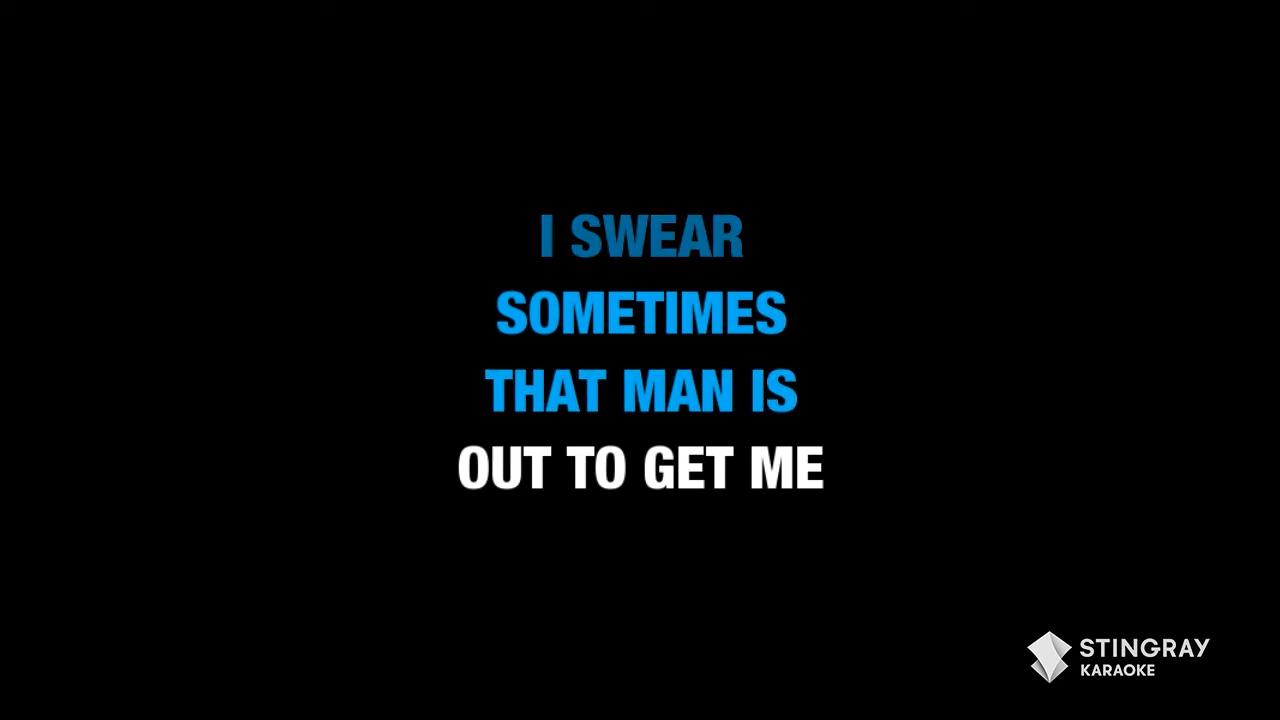 I SWEAR
SOMETIMES
THAT MAN IS
OUT TO GET ME
STINGRAY
KARAOKE